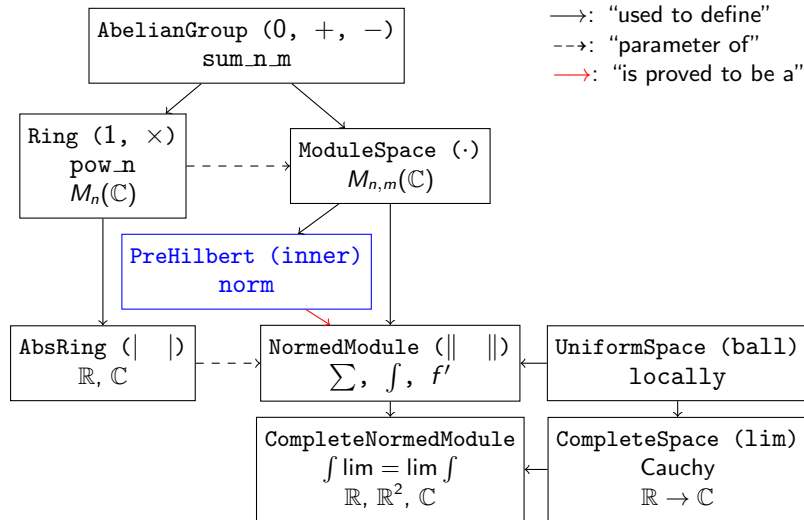 AbelianGroup (0, +, −)
sum_n_m
⟶: “used to define”
⇢: “parameter of”
⟶: “is proved to be a”
Ring (1, ×)
pow_n
Mₙ(ℂ)
ModuleSpace (·)
Mₙ,ₘ(ℂ)
PreHilbert (inner)
norm
AbsRing (| |)
ℝ, ℂ
NormedModule (‖ ‖)
∑, ∫, f′
UniformSpace (ball)
locally
CompleteNormedModule
∫ lim = lim ∫
ℝ, ℝ², ℂ
CompleteSpace (lim)
Cauchy
ℝ → ℂ